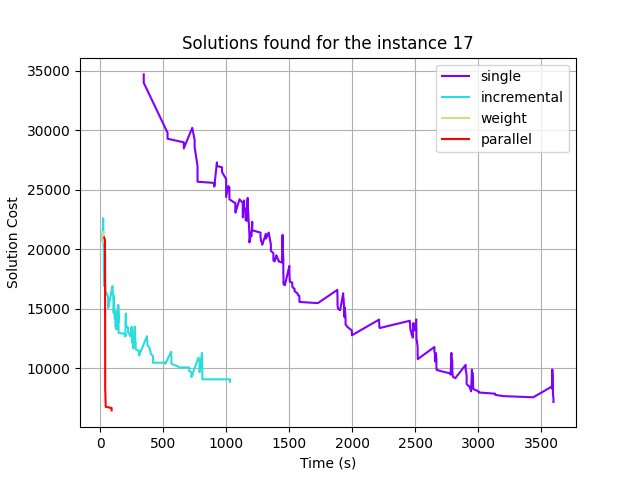 Solutions found for the instance 17
single
incremental
weight
parallel
35000
30000
25000
20000
15000
10000
Solution Cost
0 500 1000 1500 2000 2500 3000 3500
Time (s)